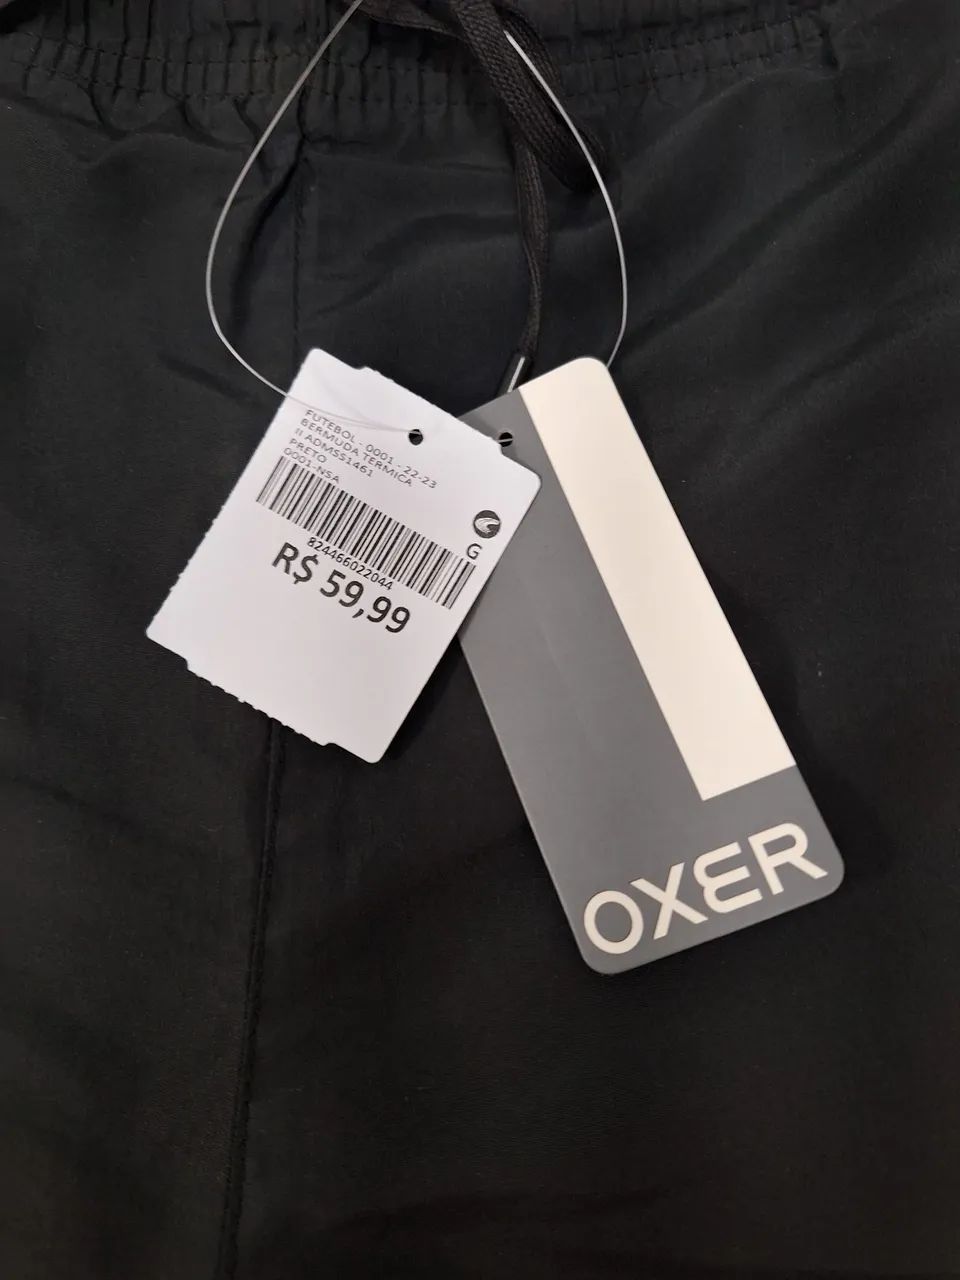 FUTEBOL - 0001 - 22-23
BERMUDA TERMICA
II ADMSS1461
PRETO
0001-NSA
G
824466022044
R$ 59,99
OXER